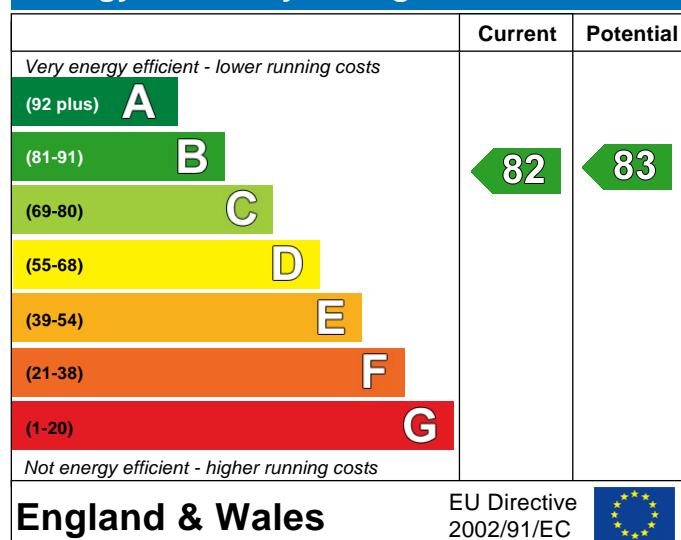 Current Potential
Very energy efficient - lower running costs
(92 plus) A
(81-91) B 82 83
(69-80) C
(55-68) D
(39-54) E
(21-38) F
(1-20) G
Not energy efficient - higher running costs
England & Wales
EU Directive
2002/91/EC